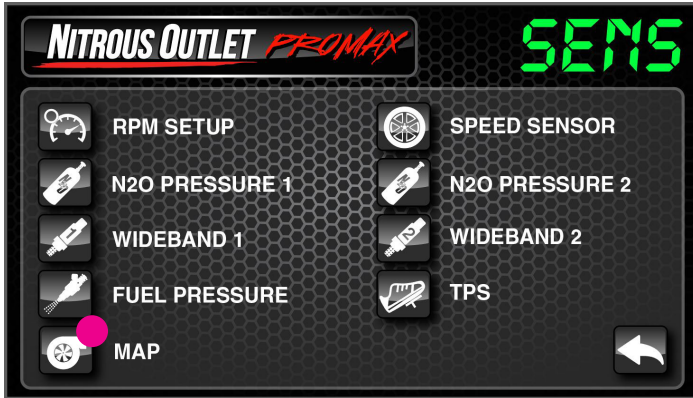 NITROUS OUTLET PROMAX
SENS
RPM SETUP
SPEED SENSOR
N2O PRESSURE 1
N2O PRESSURE 2
WIDEBAND 1
WIDEBAND 2
FUEL PRESSURE
TPS
MAP